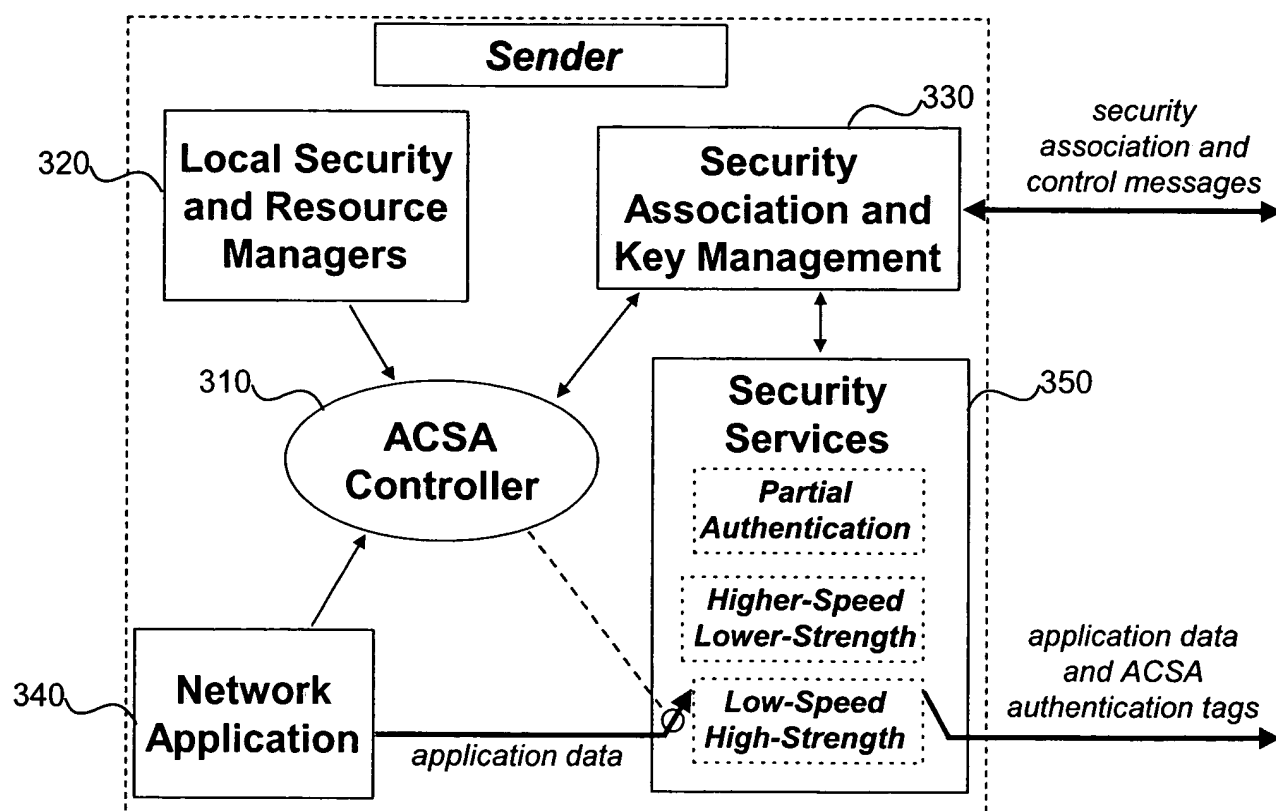 Sender
330
security
association and
control messages
320
Local Security
and Resource
Managers
Security
Association and
Key Management
310
ACSA
Controller
350
Security
Services
Partial
Authentication
Higher-Speed
Lower-Strength
Low-Speed
High-Strength
340
Network
Application
application data
application data
and ACSA
authentication tags